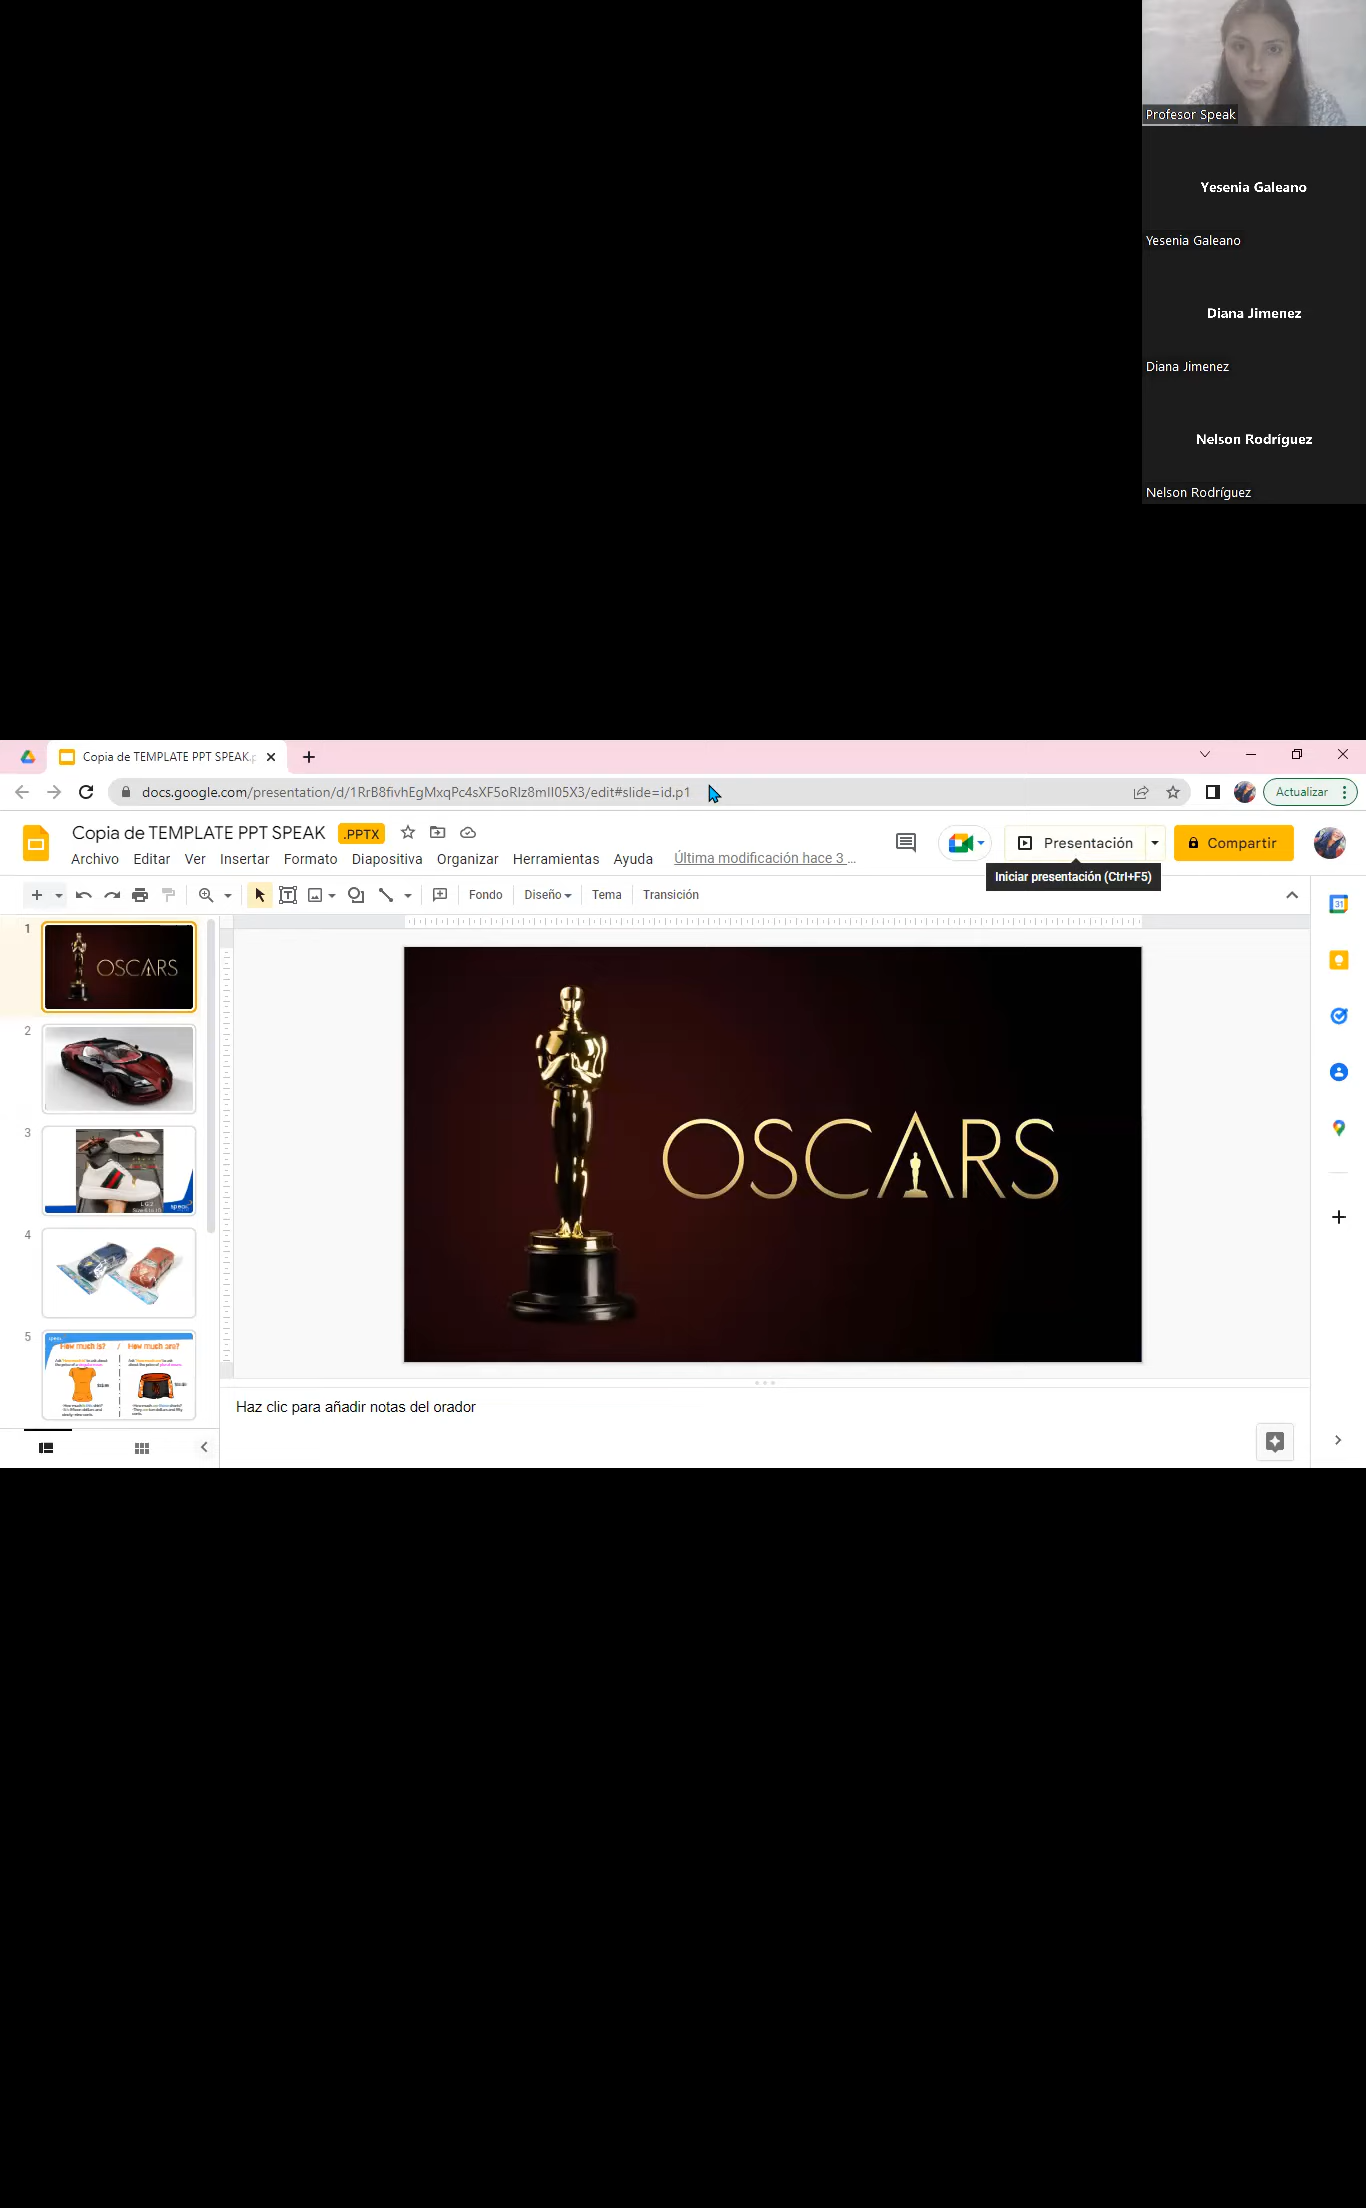 Profesor Speak
Yesenia Galeano
Yesenia Galeano
Diana Jimenez
Diana Jimenez
Nelson Rodríguez
Nelson Rodríguez
Copia de TEMPLATE PPT SPEAK.p
docs.google.com/presentation/d/1RrB8fivhEgMxqPc4sXF5oRlz8mII05X3/edit#slide=id.p1
Actualizar
Copia de TEMPLATE PPT SPEAK .PPTX
Presentación
Compartir
Archivo Editar Ver Insertar Formato Diapositiva Organizar Herramientas Ayuda Última modificación hace 3 ...
Iniciar presentación (Ctrl+F5)
Fondo Diseño Tema Transición
31
1
OSCARS
2
3
speak
4
5
speak
How much is? / How much are?
OSCARS
Haz clic para añadir notas del orador